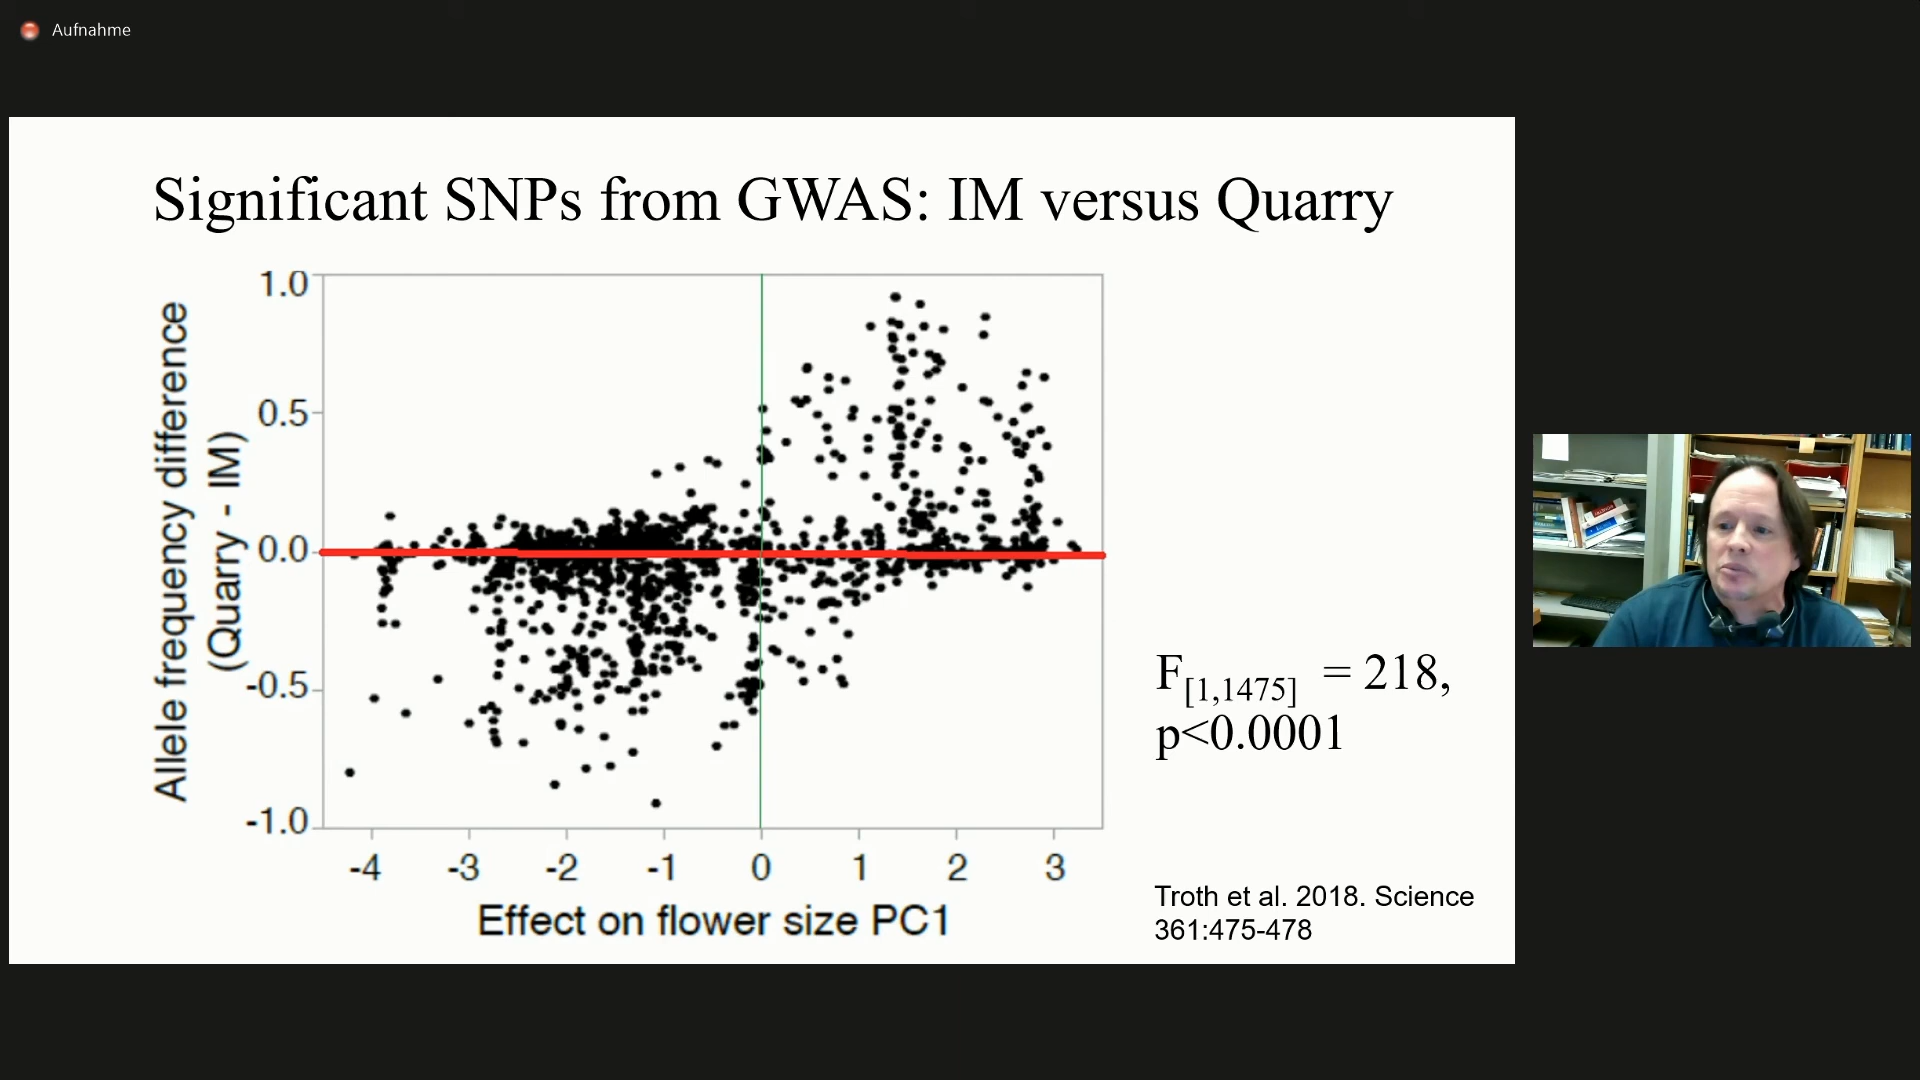 Aufnahme
Significant SNPs from GWAS: IM versus Quarry
Allele frequency difference
(Quarry - IM)
1.0
0.5
0.0
-0.5
-1.0
-4 -3 -2 -1 0 1 2 3
Effect on flower size PC1
F[1,1475] = 218,
p<0.0001
Troth et al. 2018. Science
361:475-478